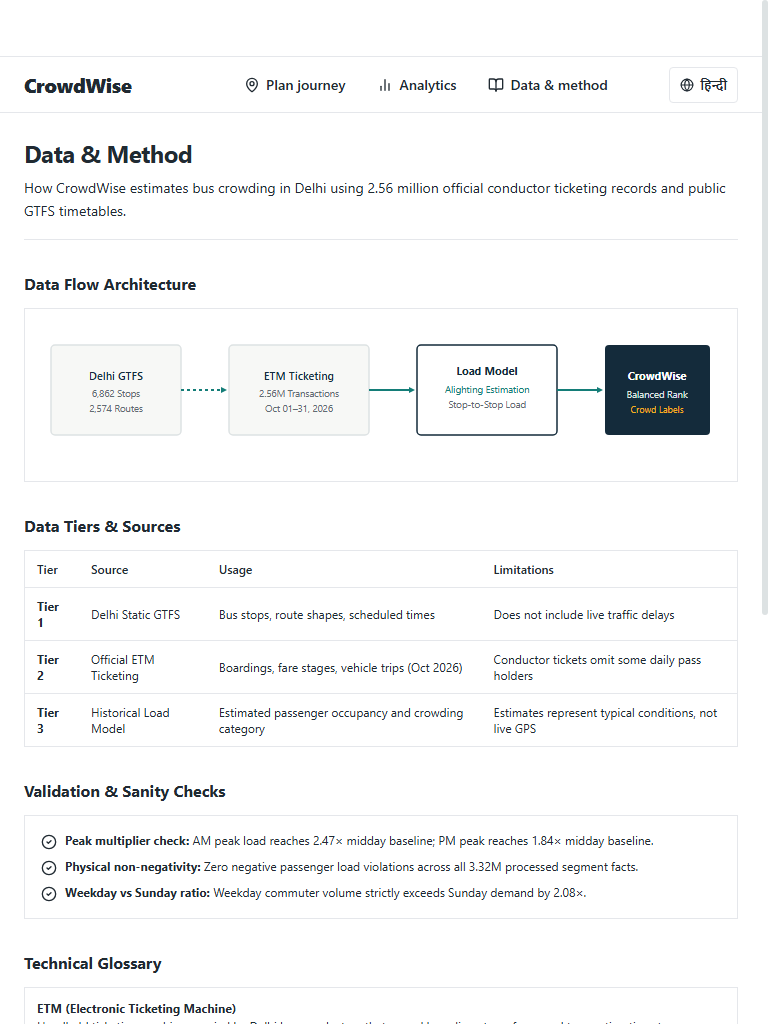 CrowdWise
Plan journey
Analytics
Data & method
हिन्दी
Data & Method
How CrowdWise estimates bus crowding in Delhi using 2.56 million official conductor ticketing records and public
GTFS timetables.
Data Flow Architecture
Delhi GTFS
6,862 Stops
2,574 Routes
ETM Ticketing
2.56M Transactions
Oct 01–31, 2026
Load Model
Alighting Estimation
Stop-to-Stop Load
CrowdWise
Balanced Rank
Crowd Labels
Data Tiers & Sources
Tier Source Usage Limitations
Tier
1
Delhi Static GTFS
Bus stops, route shapes, scheduled times
Does not include live traffic delays
Tier
2
Official ETM
Ticketing
Boardings, fare stages, vehicle trips (Oct 2026)
Conductor tickets omit some daily pass
holders
Tier
3
Historical Load
Model
Estimated passenger occupancy and crowding
category
Estimates represent typical conditions, not
live GPS
Validation & Sanity Checks
Peak multiplier check: AM peak load reaches 2.47× midday baseline; PM peak reaches 1.84× midday baseline.
Physical non-negativity: Zero negative passenger load violations across all 3.32M processed segment facts.
Weekday vs Sunday ratio: Weekday commuter volume strictly exceeds Sunday demand by 2.08×.
Technical Glossary
ETM (Electronic Ticketing Machine)